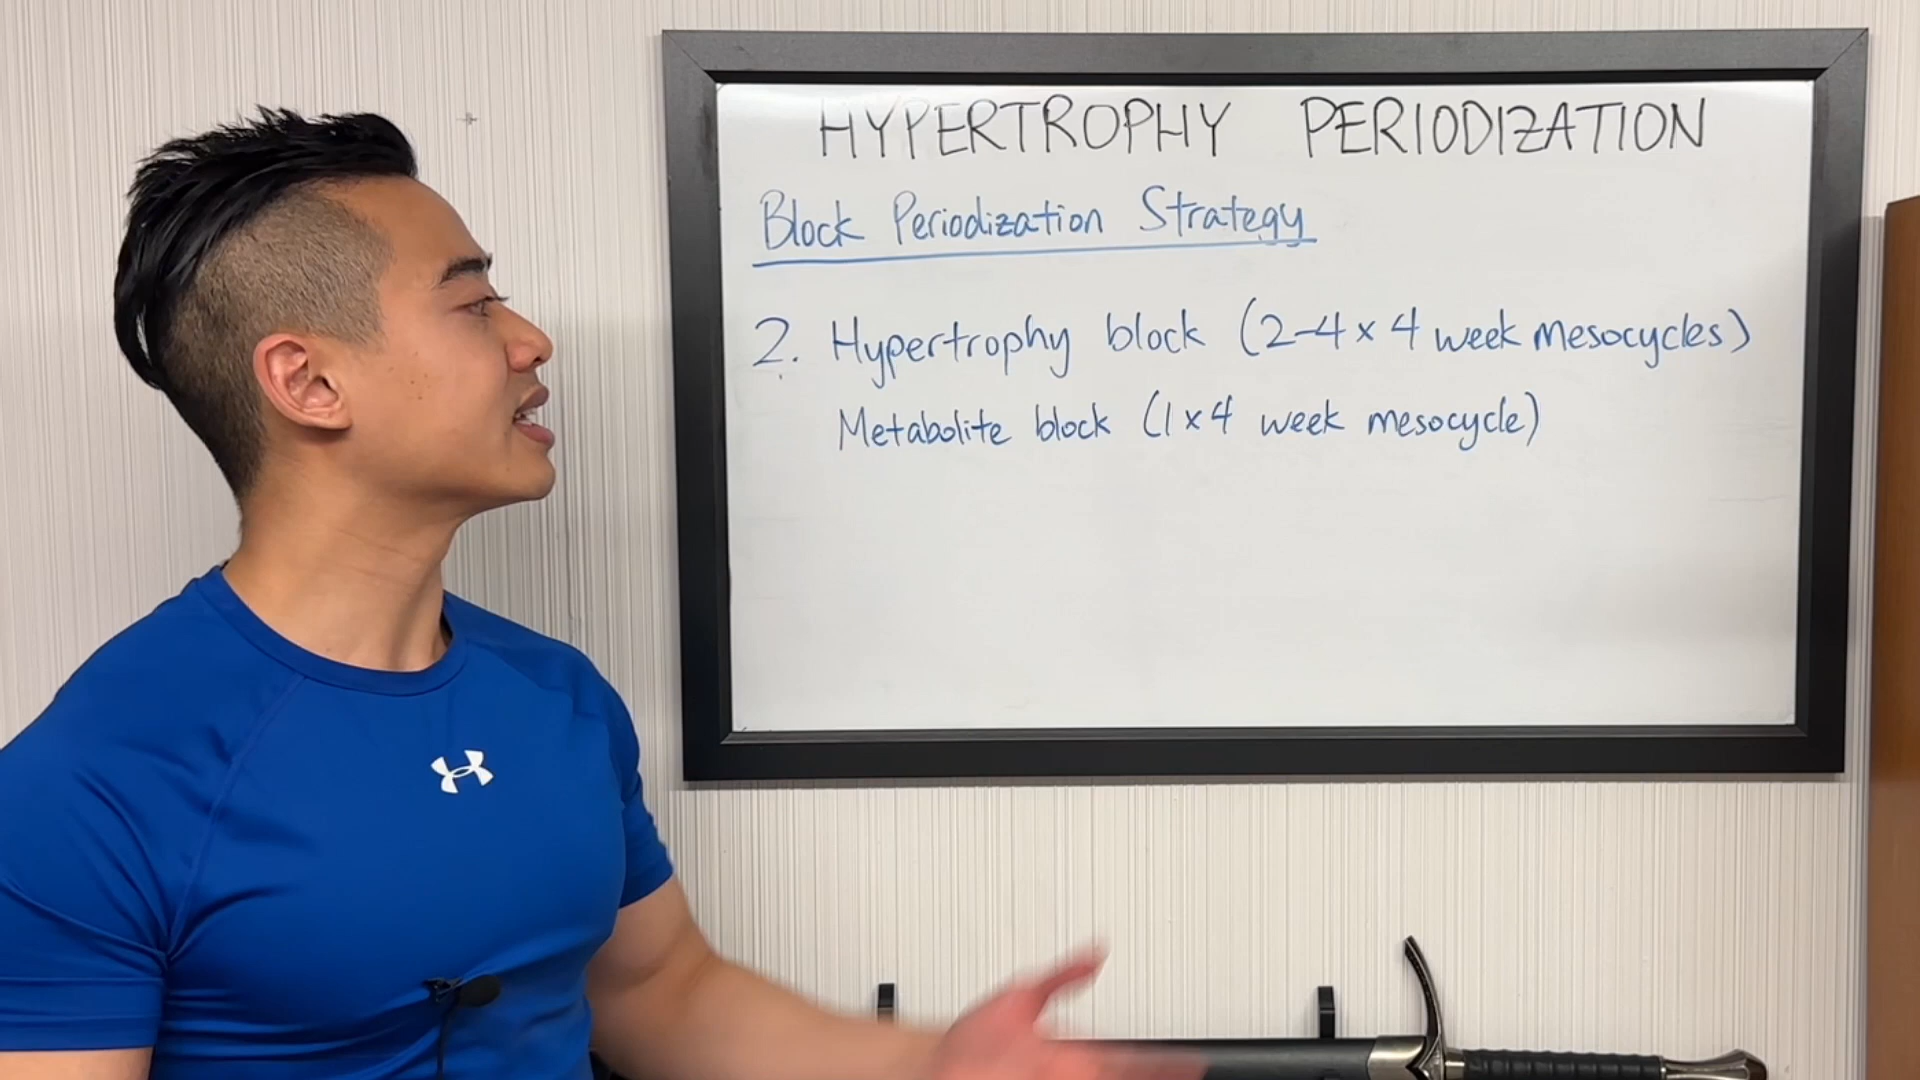 HYPERTROPHY PERIODIZATION
Block Periodization Strategy
2. Hypertrophy block (2-4 x 4 week mesocycles)
Metabolite block (1 x 4 week mesocycle)